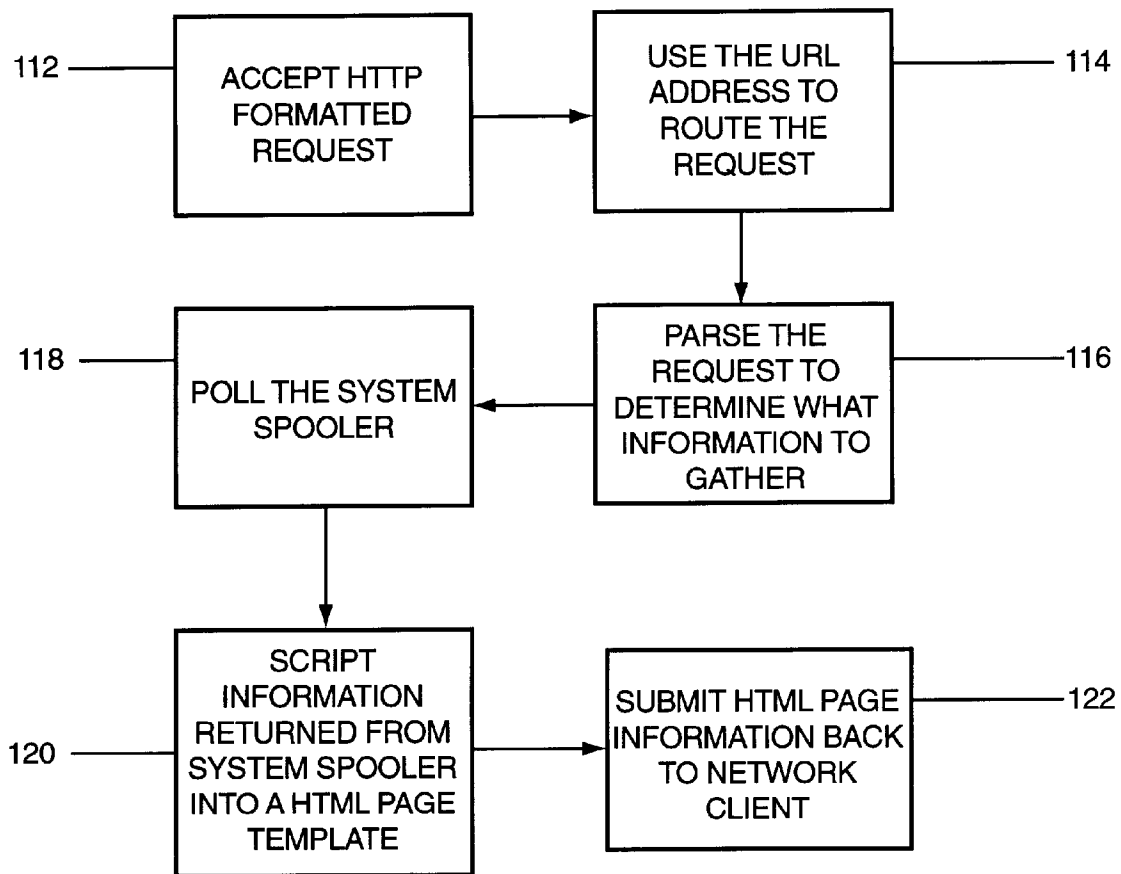 112
ACCEPT HTTP
FORMATTED
REQUEST
USE THE URL
ADDRESS TO
ROUTE THE
REQUEST
114
118
POLL THE SYSTEM
SPOOLER
PARSE THE
REQUEST TO
DETERMINE WHAT
INFORMATION TO
GATHER
116
120
SCRIPT
INFORMATION
RETURNED FROM
SYSTEM SPOOLER
INTO A HTML PAGE
TEMPLATE
SUBMIT HTML PAGE
INFORMATION BACK
TO NETWORK
CLIENT
122